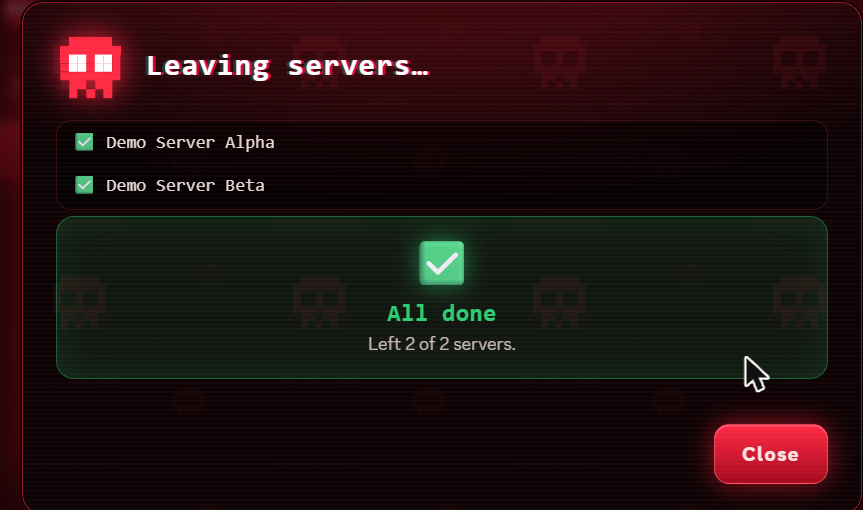 Leaving servers…
Demo Server Alpha
Demo Server Beta
All done
Left 2 of 2 servers.
Close